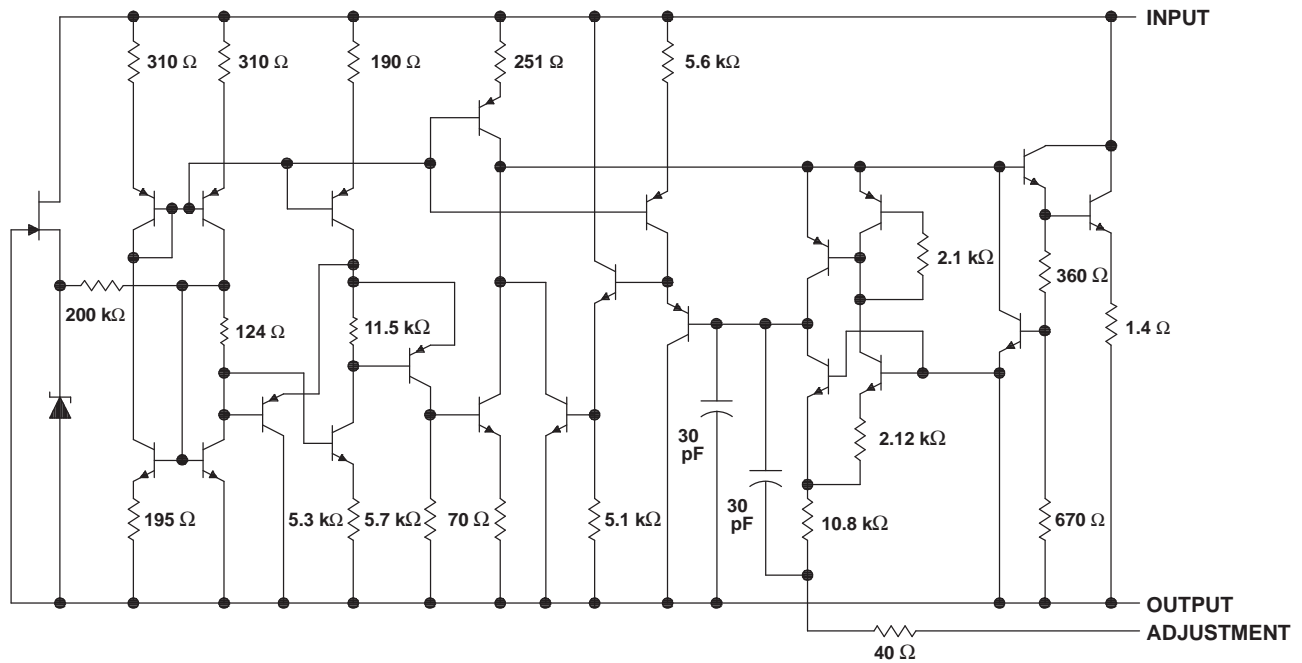 INPUT
310 Ω
310 Ω
190 Ω
251 Ω
5.6 kΩ
2.1 kΩ
360 Ω
200 kΩ
124 Ω
11.5 kΩ
1.4 Ω
30
pF
2.12 kΩ
195 Ω
5.3 kΩ
5.7 kΩ
70 Ω
5.1 kΩ
30
pF
10.8 kΩ
670 Ω
OUTPUT
ADJUSTMENT
40 Ω